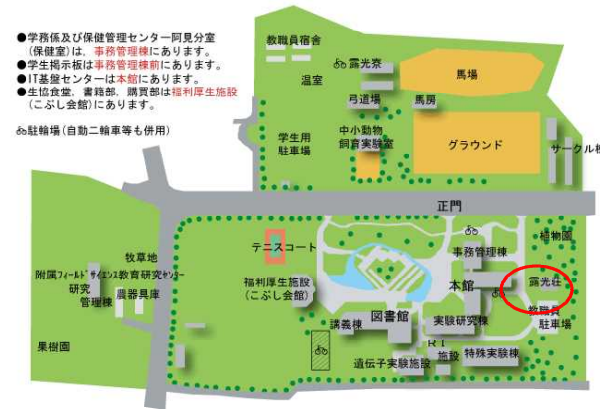 ●学務係及び保健管理センター阿見分室
(保健室)は、事務管理棟にあります。
●学生掲示板は事務管理棟前にあります。
●IT基盤センターは本館にあります。
●生協食堂、書籍部、購買部は福利厚生施設
(こぶし会館)にあります。
駐輪場(自動二輪車等も併用)
教職員宿舎
露光寮
温室
馬場
弓道場
馬房
学生用
駐車場
中小動物
飼育実験室
グラウンド
サークル棟
正門
植物園
テニスコート
事務管理棟
牧草地
附属フィールドサイエンス教育研究センター
研究
管理棟
農器具庫
福利厚生施設
(こぶし会館)
本館
露光荘
教職員
駐車場
図書館
講義棟
実験研究棟
果樹園
RI
施設
特殊実験棟
遺伝子実験施設